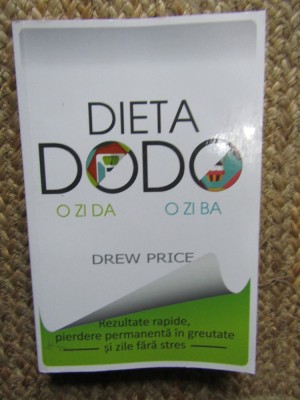 DIETA
DODO
O ZI DA O ZI BA
DREW PRICE
Rezultate rapide,
pierdere permanentă în greutate
și zile fără stres